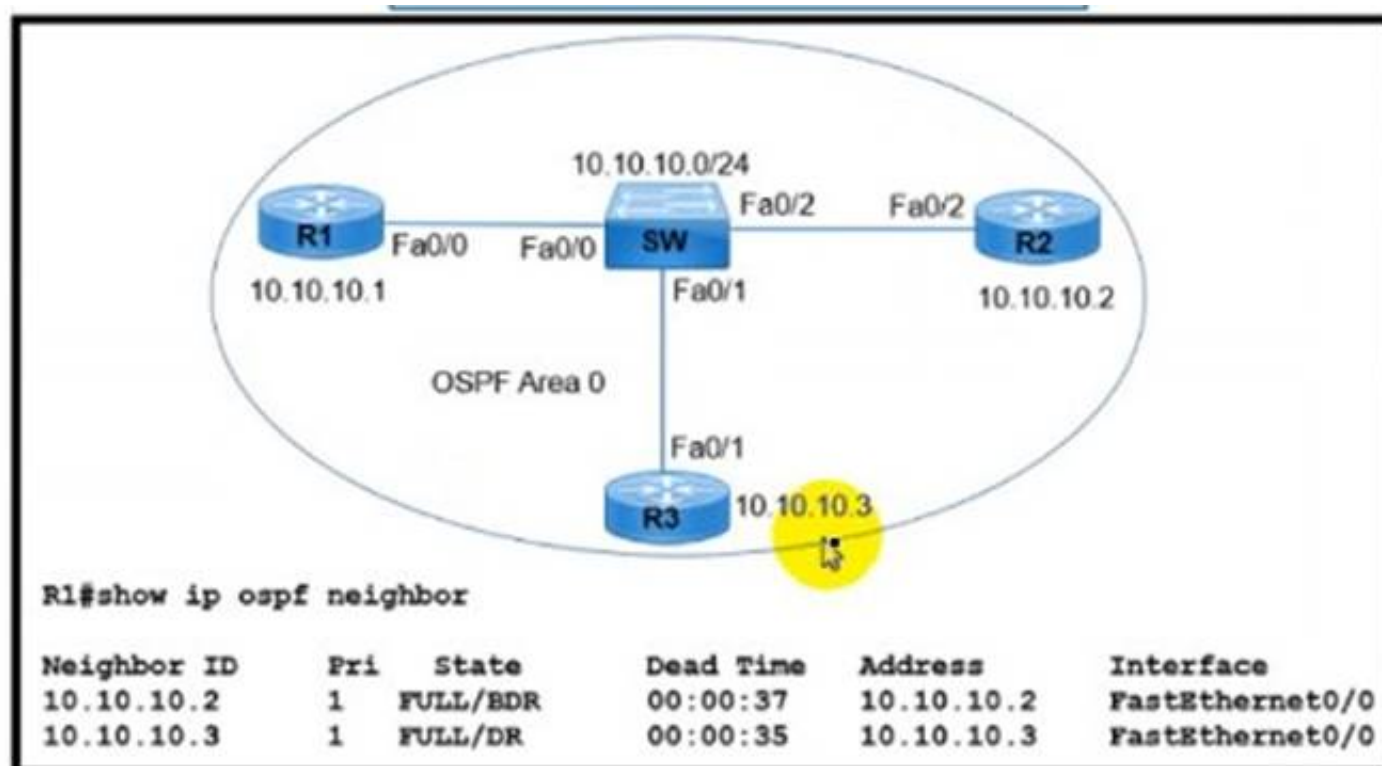 10.10.10.0/24
Fa0/2
Fa0/2
R1
SW
R2
Fa0/0
Fa0/0
10.10.10.1
Fa0/1
10.10.10.2
OSPF Area 0
Fa0/1
R3
10.10.10.3
R1#show ip ospf neighbor
Neighbor ID Pri State Dead Time Address Interface
10.10.10.2 1 FULL/BDR 00:00:37 10.10.10.2 FastEthernet0/0
10.10.10.3 1 FULL/DR 00:00:35 10.10.10.3 FastEthernet0/0